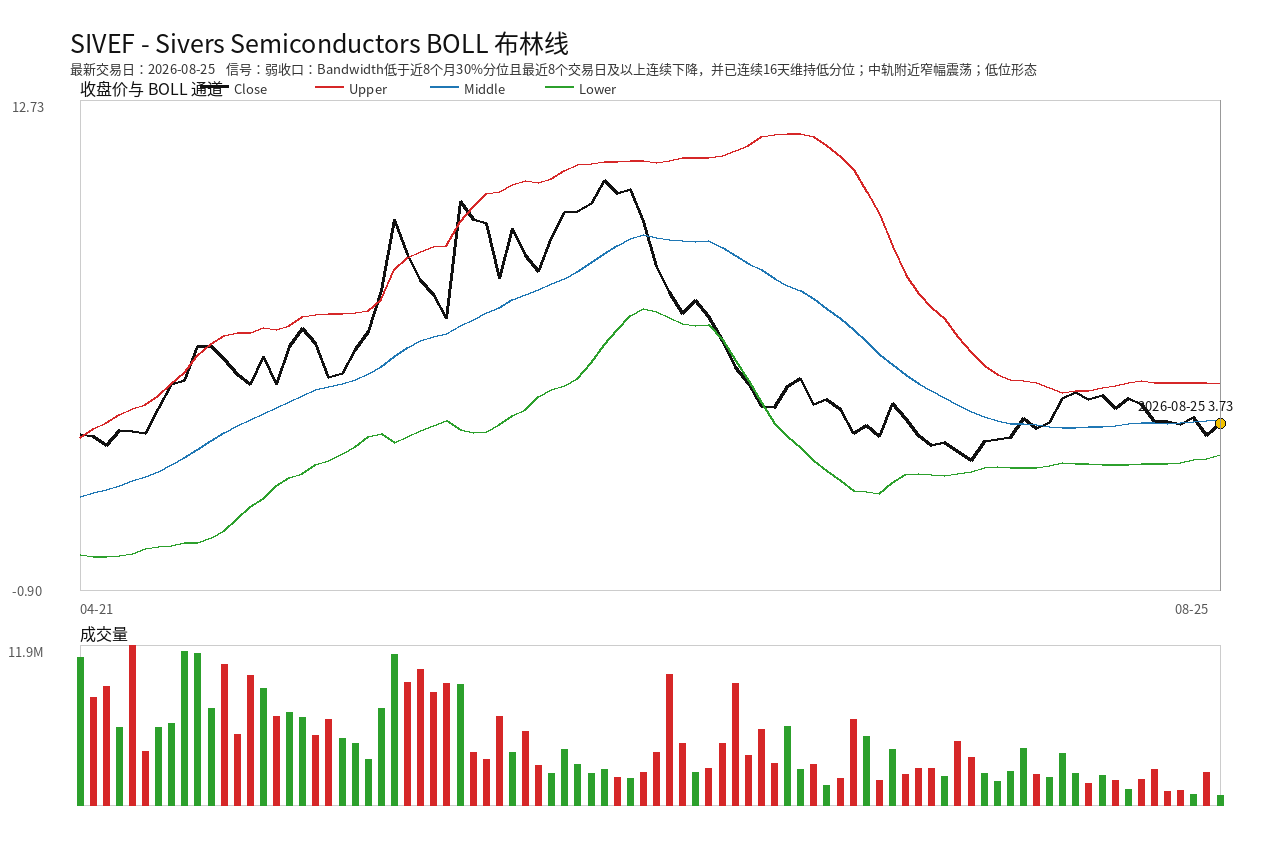 SIVEF - Sivers Semiconductors BOLL 布林线
最新交易日：2026-08-25 信号：弱收口：Bandwidth低于近8个月30%分位且最近8个交易日及以上连续下降，并已连续16天维持低分位；中轨附近窄幅震荡；低位形态
收盘价与 BOLL 通道 Close Upper Middle Lower
12.73
2026-08-25 3.73
-0.90
04-21 08-25
成交量
11.9M